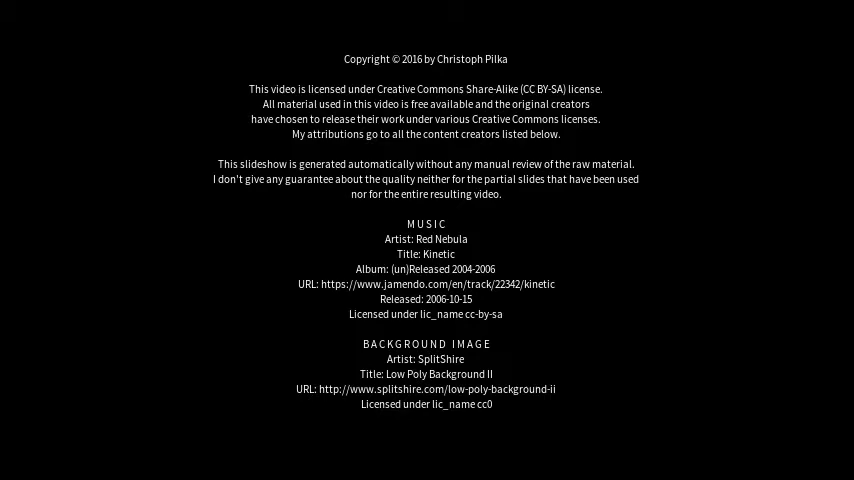 Copyright © 2016 by Christoph Pilka
This video is licensed under Creative Commons Share-Alike (CC BY-SA) license.
All material used in this video is free available and the original creators
have chosen to release their work under various Creative Commons licenses.
My attributions go to all the content creators listed below.
This slideshow is generated automatically without any manual review of the raw material.
I don't give any guarantee about the quality neither for the partial slides that have been used
nor for the entire resulting video.
M U S I C
Artist: Red Nebula
Title: Kinetic
Album: (un)Released 2004-2006
URL: https://www.jamendo.com/en/track/22342/kinetic
Released: 2006-10-15
Licensed under lic_name cc-by-sa
B A C K G R O U N D   I M A G E
Artist: SplitShire
Title: Low Poly Background II
URL: http://www.splitshire.com/low-poly-background-ii
Licensed under lic_name cc0